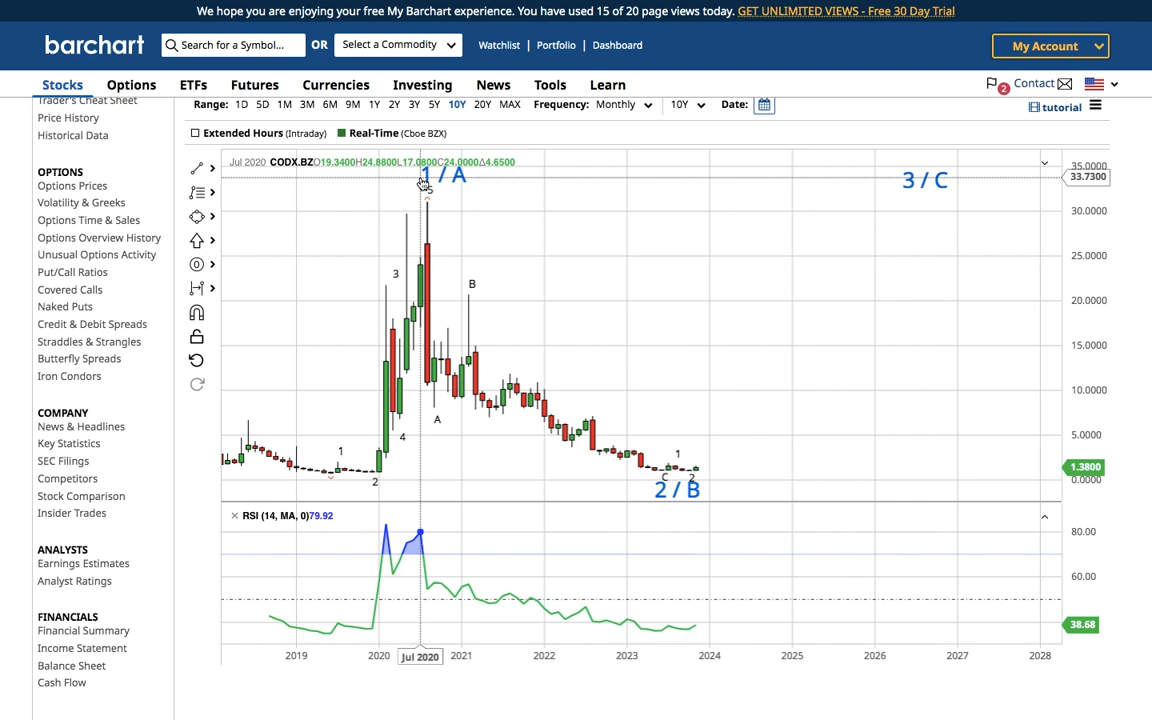 We hope you are enjoying your free My Barchart experience. You have used 15 of 20 page views today. GET UNLIMITED VIEWS - Free 30 Day Trial
barchart Search for a Symbol... OR Select a Commodity Watchlist | Portfolio | Dashboard My Account
Stocks Options ETFs Futures Currencies Investing News Tools Learn 2 Contact
Trader's Cheat Sheet
Price History
Historical Data
OPTIONS
Options Prices
Volatility & Greeks
Options Time & Sales
Options Overview History
Unusual Options Activity
Put/Call Ratios
Covered Calls
Naked Puts
Credit & Debit Spreads
Straddles & Strangles
Butterfly Spreads
Iron Condors
COMPANY
News & Headlines
Key Statistics
SEC Filings
Competitors
Stock Comparison
Insider Trades
ANALYSTS
Earnings Estimates
Analyst Ratings
FINANCIALS
Financial Summary
Income Statement
Balance Sheet
Cash Flow
Range: 1D 5D 1M 3M 6M 9M 1Y 2Y 3Y 5Y 10Y 20Y MAX Frequency: Monthly 10Y Date: tutorial
Extended Hours (Intraday) Real-Time (Cboe BZX)
Jul 2020 CODX.BZ O19.3400 H24.8800 L17.0800 C24.0000 Δ4.6500
1 / A
3 / C
5
3
B
A
4
1
2
1
C
2
2 / B
35.0000
33.7300
30.0000
25.0000
20.0000
15.0000
10.0000
5.0000
1.3800
0.0000
RSI (14, MA, 0) 79.92
80.00
60.00
38.68
2019 2020 Jul 2020 2021 2022 2023 2024 2025 2026 2027 2028